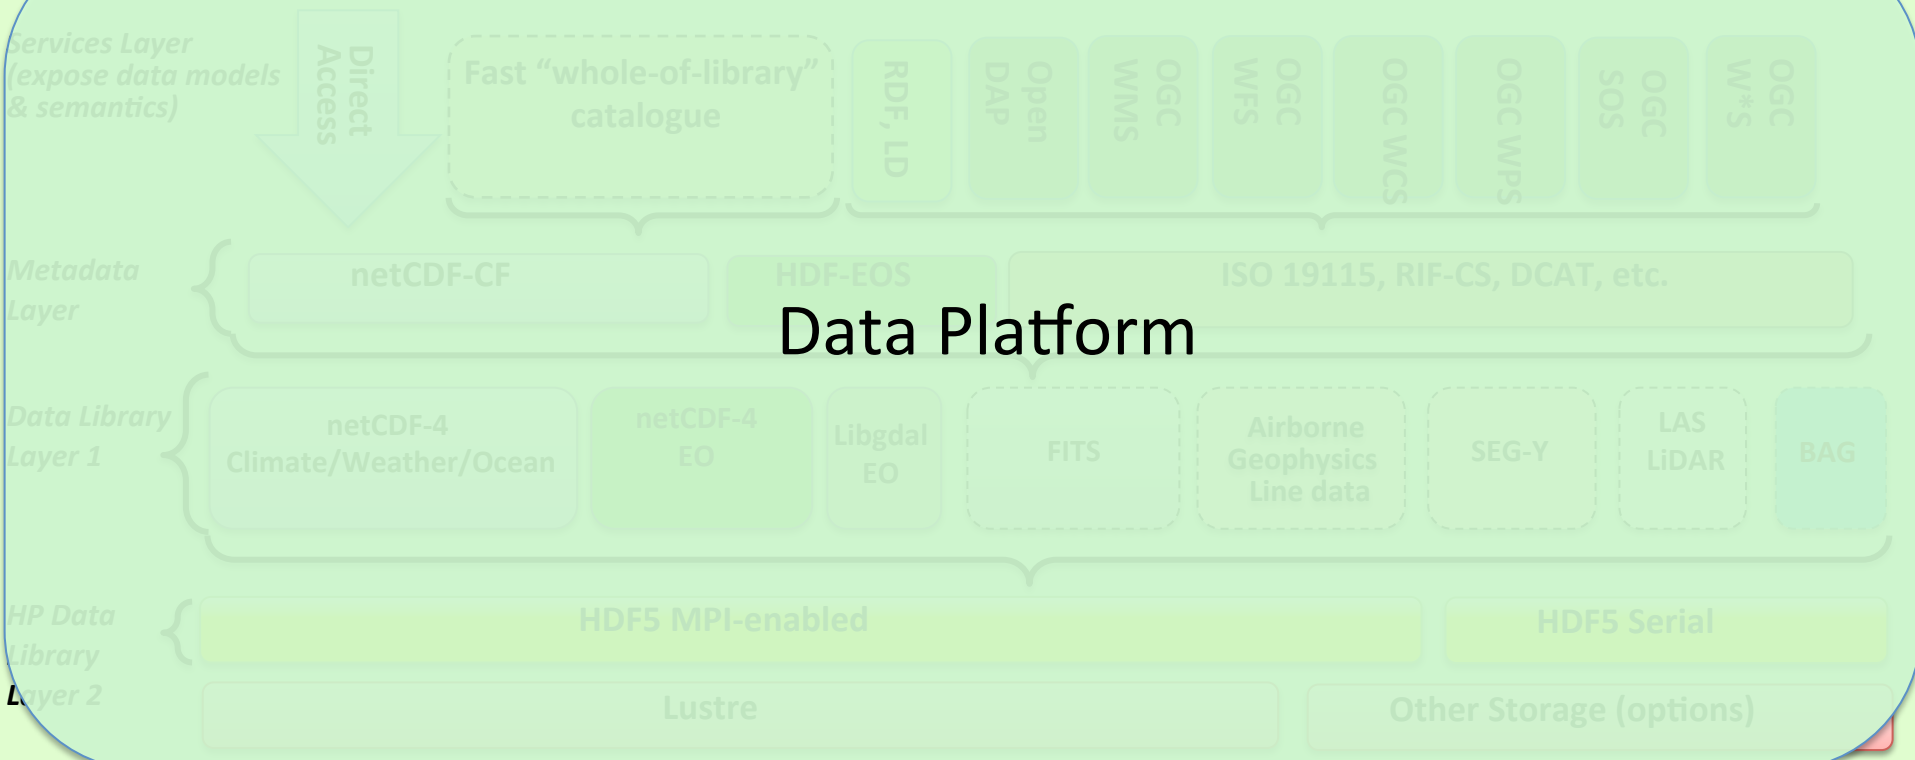 Services Layer
(expose data models
& semantics)
Direct
Access
Fast “whole-of-library”
catalogue
RDF, LD
Open
DAP
OGC
WMS
OGC
WFS
OGC WCS
OGC WPS
OGC
SOS
OGC
W*S
Metadata
Layer
netCDF-CF
HDF-EOS
ISO 19115, RIF-CS, DCAT, etc.
Data Platform
Data Library
Layer 1
netCDF-4
Climate/Weather/Ocean
netCDF-4
EO
Libgdal
EO
FITS
Airborne
Geophysics
Line data
SEG-Y
LAS
LiDAR
BAG
HP Data
Library
Layer 2
HDF5 MPI-enabled
HDF5 Serial
Lustre
Other Storage (options)